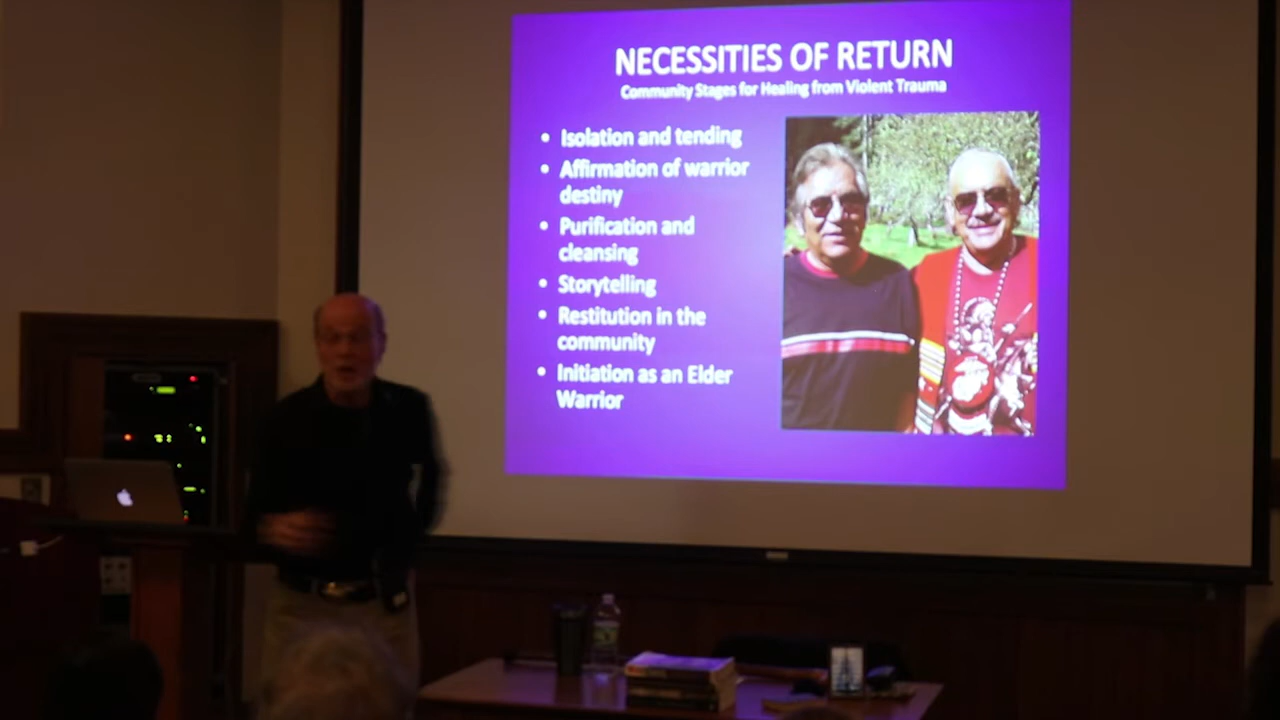 NECESSITIES OF RETURN
Community Stages for Healing from Violent Trauma
• Isolation and tending
• Affirmation of warrior
destiny
• Purification and
cleansing
• Storytelling
• Restitution in the
community
• Initiation as an Elder
Warrior